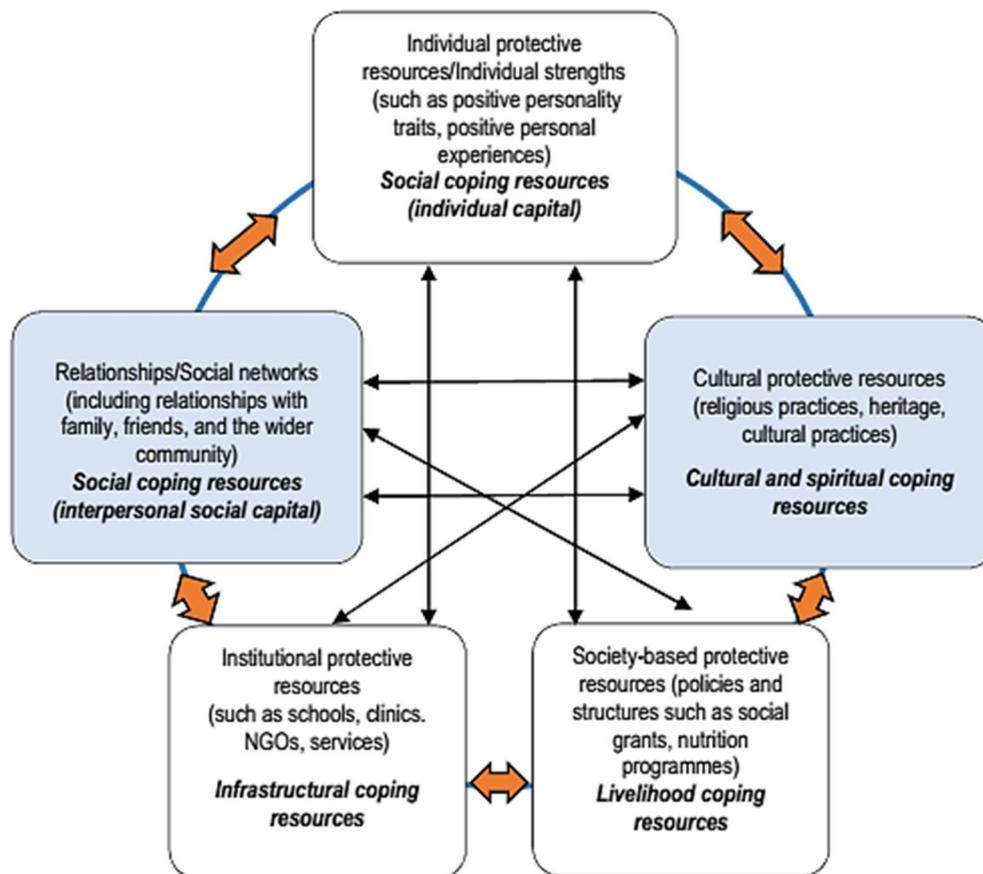 Individual protective
resources/Individual strengths
(such as positive personality
traits, positive personal
experiences)
Social coping resources
(individual capital)
Relationships/Social networks
(including relationships with
family, friends, and the wider
community)
Social coping resources
(interpersonal social capital)
Cultural protective resources
(religious practices, heritage,
cultural practices)
Cultural and spiritual coping
resources
Institutional protective
resources
(such as schools, clinics.
NGOs, services)
Infrastructural coping
resources
Society-based protective
resources (policies and
structures such as social
grants, nutrition
programmes)
Livelihood coping
resources